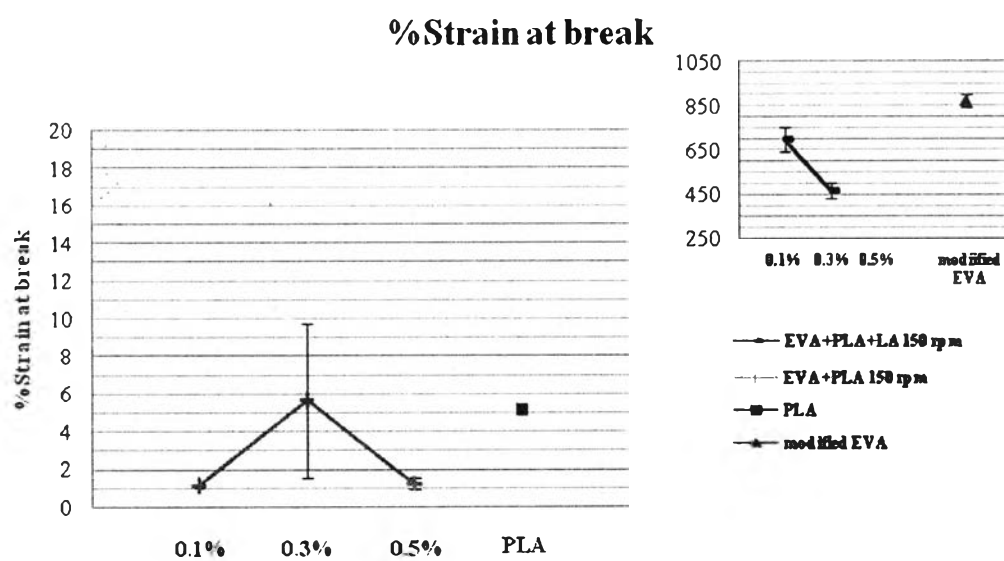 %Strain at break
1050
850
650
450
250
0.1% 0.3% 0.5% modified EVA
%Strain at break
20
18
16
14
12
10
8
6
4
2
0
0.1% 0.3% 0.5% PLA
EVA+PLA+LA 150 rpm
EVA+PLA 150 rpm
PLA
modified EVA